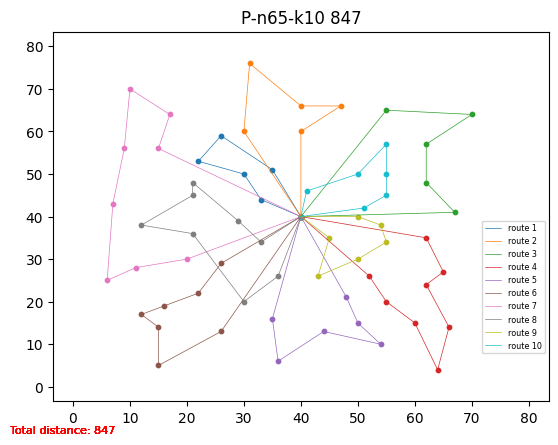 P-n65-k10 847
80
70
60
50
40
30
20
10
0
route 1
route 2
route 3
route 4
route 5
route 6
route 7
route 8
route 9
route 10
0 10 20 30 40 50 60 70 80
Total distance: 847